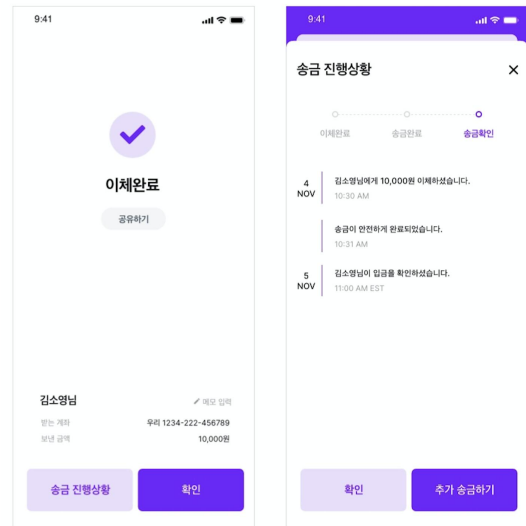 9:41
이체완료
공유하기
김소영님
메모 입력
받는 계좌
우리 1234-222-456789
보낸 금액
10,000원
송금 진행상황
확인
9:41
송금 진행상황
이체완료
송금완료
송금확인
4
NOV
김소영님에게 10,000원 이체하셨습니다.
10:30 AM
송금이 안전하게 완료되었습니다.
10:31 AM
5
NOV
김소영님이 입금을 확인하셨습니다.
11:00 AM EST
확인
추가 송금하기